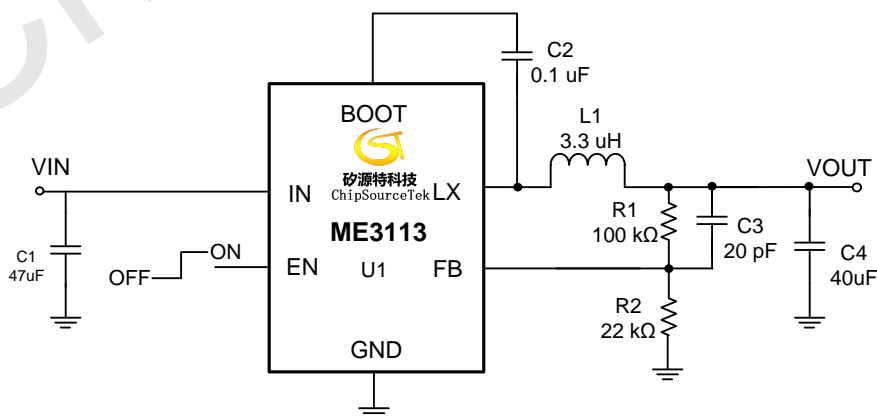 C2
0.1 uF
BOOT
L1
3.3 uH
VIN
VOUT
矽源特科技
ChipSourceTek
IN
LX
R1
100 kΩ
C3
20 pF
C1
47uF
ME3113
C4
40uF
ON
OFF
EN
U1
FB
R2
22 kΩ
GND